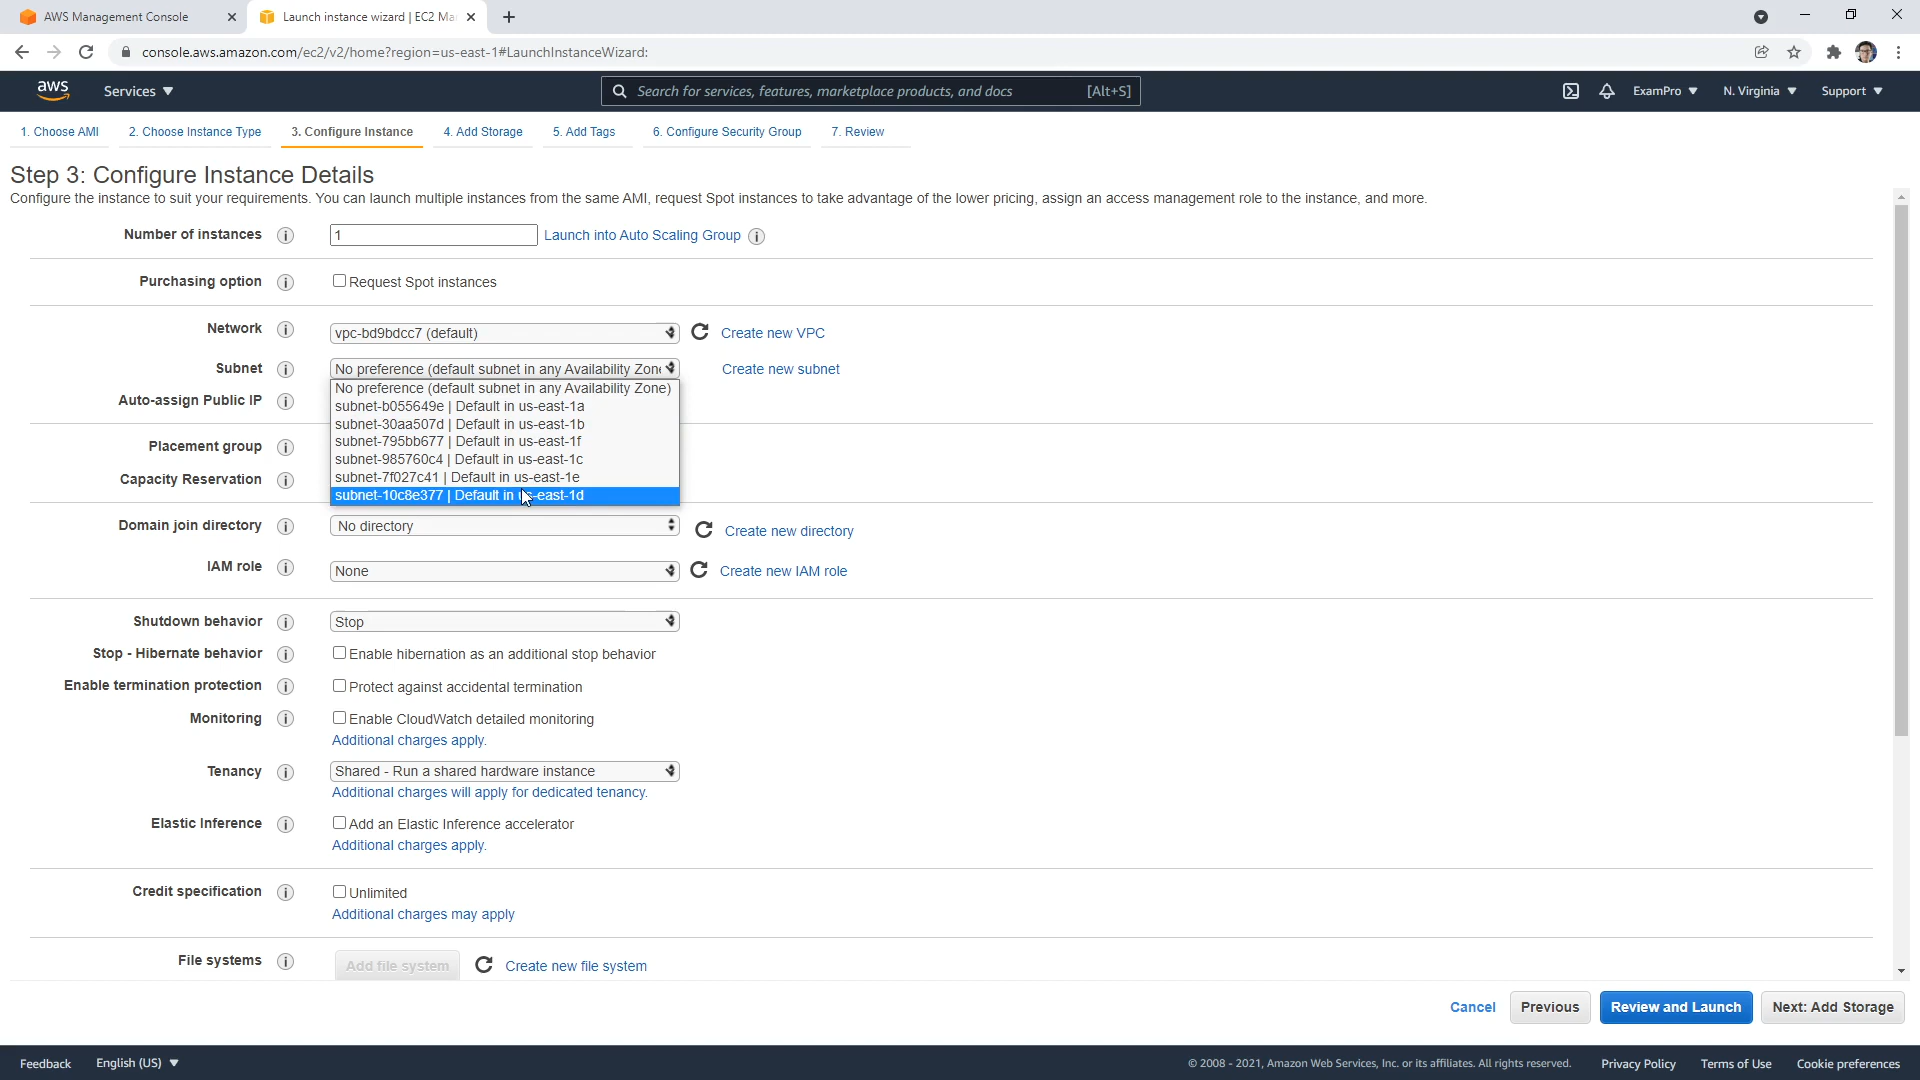 AWS Management Console
Launch instance wizard | EC2 Ma
console.aws.amazon.com/ec2/v2/home?region=us-east-1#LaunchInstanceWizard:
aws
Services
Search for services, features, marketplace products, and docs
[Alt+S]
ExamPro
N. Virginia
Support
1. Choose AMI
2. Choose Instance Type
3. Configure Instance
4. Add Storage
5. Add Tags
6. Configure Security Group
7. Review
Step 3: Configure Instance Details
Configure the instance to suit your requirements. You can launch multiple instances from the same AMI, request Spot instances to take advantage of the lower pricing, assign an access management role to the instance, and more.
Number of instances
1
Launch into Auto Scaling Group
Purchasing option
Request Spot instances
Network
vpc-bd9bdcc7 (default)
Create new VPC
Subnet
No preference (default subnet in any Availability Zone
Create new subnet
No preference (default subnet in any Availability Zone)
Auto-assign Public IP
subnet-b055649e | Default in us-east-1a
subnet-30aa507d | Default in us-east-1b
subnet-795bb677 | Default in us-east-1f
Placement group
subnet-985760c4 | Default in us-east-1c
Capacity Reservation
subnet-7f027c41 | Default in us-east-1e
subnet-10c8e377 | Default in us-east-1d
Domain join directory
No directory
Create new directory
IAM role
None
Create new IAM role
Shutdown behavior
Stop
Stop - Hibernate behavior
Enable hibernation as an additional stop behavior
Enable termination protection
Protect against accidental termination
Monitoring
Enable CloudWatch detailed monitoring
Additional charges apply.
Tenancy
Shared - Run a shared hardware instance
Additional charges will apply for dedicated tenancy.
Elastic Inference
Add an Elastic Inference accelerator
Additional charges apply.
Credit specification
Unlimited
Additional charges may apply
File systems
Add file system
Create new file system
Cancel
Previous
Review and Launch
Next: Add Storage
Feedback
English (US)
© 2008 - 2021, Amazon Web Services, Inc. or its affiliates. All rights reserved.
Privacy Policy
Terms of Use
Cookie preferences